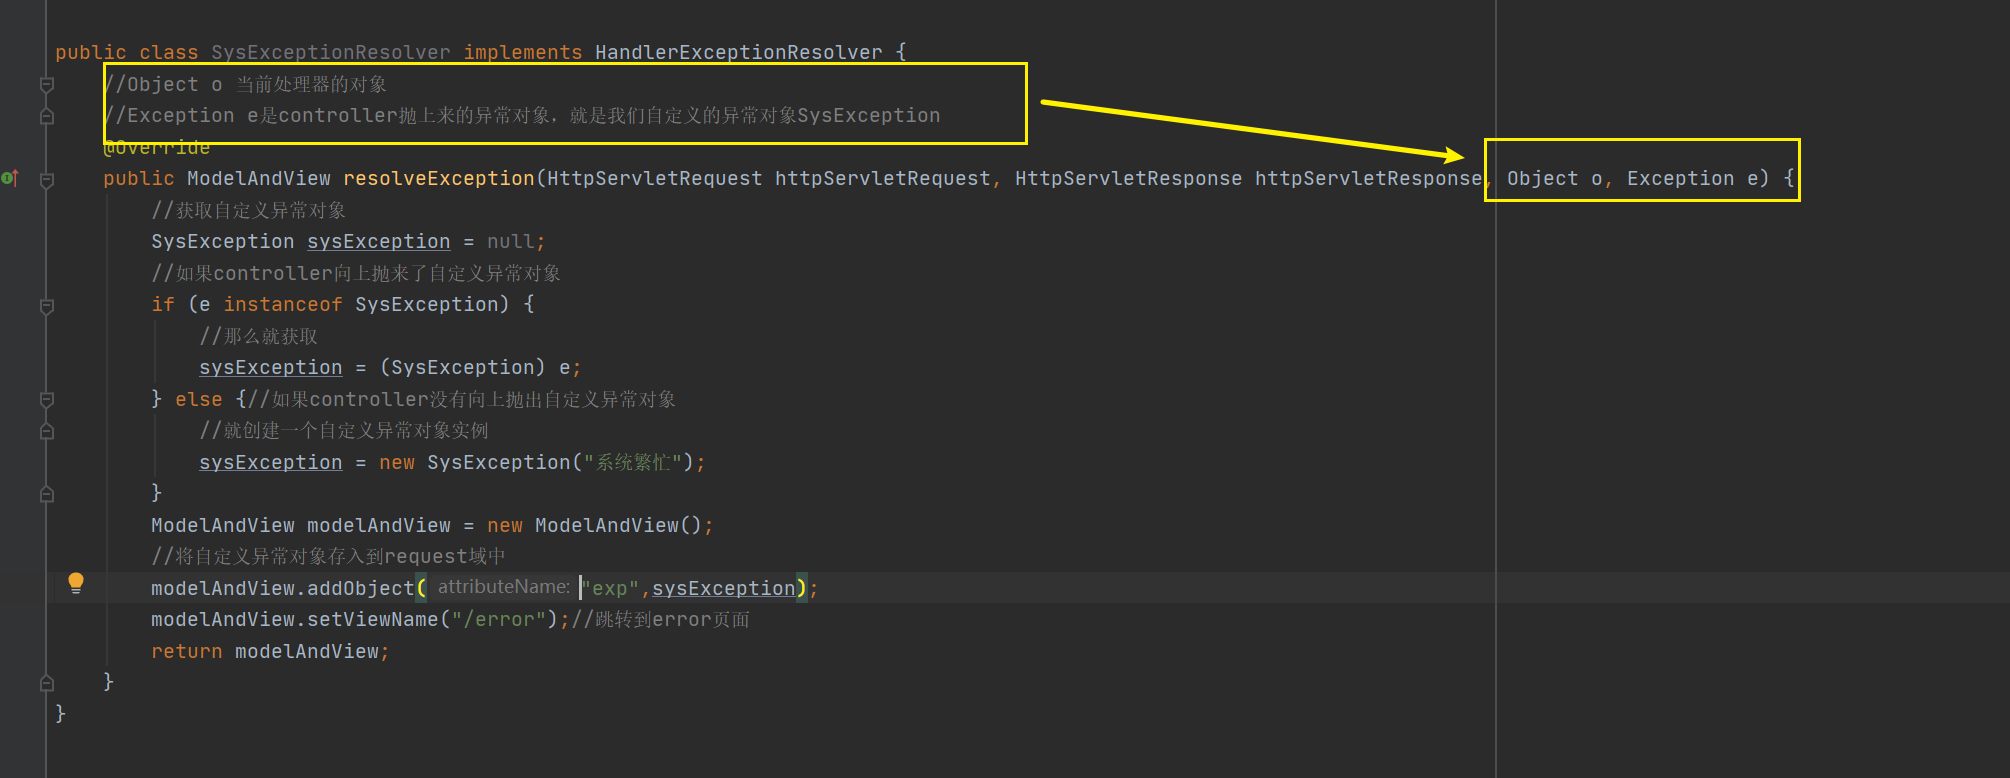 public class SysExceptionResolver implements HandlerExceptionResolver {
//Object o 当前处理器的对象
//Exception e是controller抛上来的异常对象，就是我们自定义的异常对象SysException
@Override
public ModelAndView resolveException(HttpServletRequest httpServletRequest, HttpServletResponse httpServletResponse, Object o, Exception e) {
//获取自定义异常对象
SysException sysException = null;
//如果controller向上抛来了自定义异常对象
if (e instanceof SysException) {
//那么就获取
sysException = (SysException) e;
} else {//如果controller没有向上抛出自定义异常对象
//就创建一个自定义异常对象实例
sysException = new SysException("系统繁忙");
}
ModelAndView modelAndView = new ModelAndView();
//将自定义异常对象存入到request域中
modelAndView.addObject( attributeName: "exp",sysException);
modelAndView.setViewName("/error");//跳转到error页面
return modelAndView;
}
}